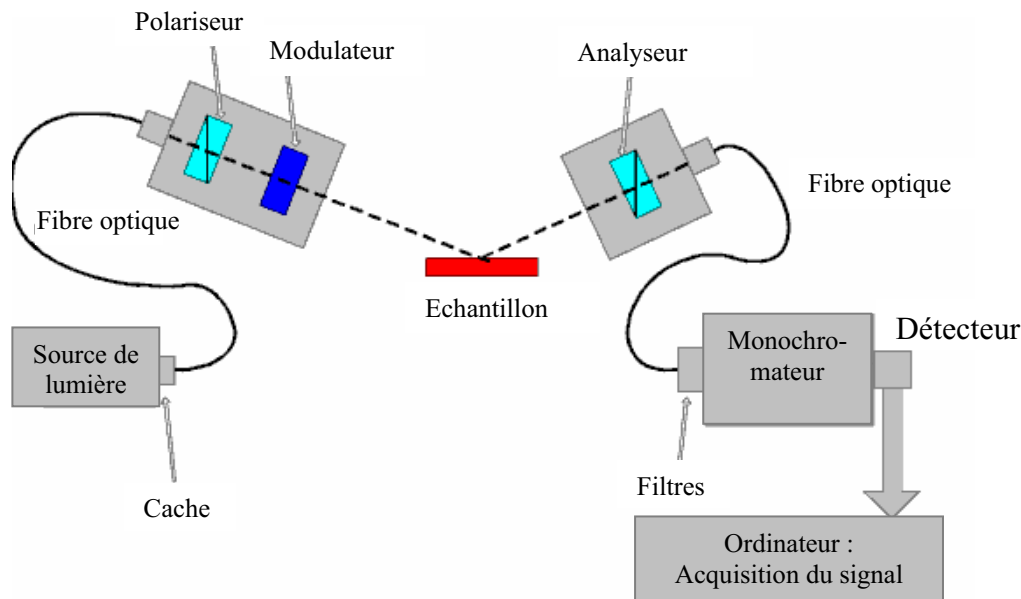 Polariseur
Modulateur
Analyseur
Fibre optique
Fibre optique
Echantillon
Source de
lumière
Monochro-
mateur
Détecteur
Cache
Filtres
Ordinateur :
Acquisition du signal